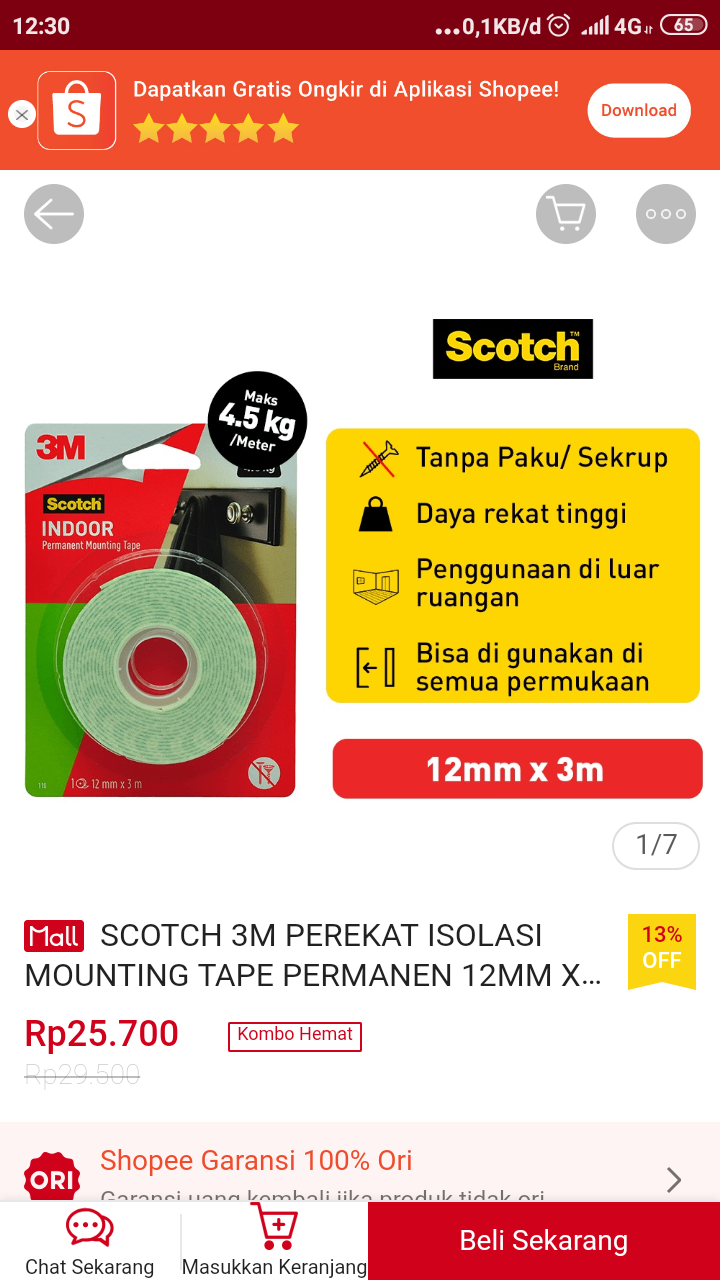 12:30
...0,1KB/d
4G
65
Dapatkan Gratis Ongkir di Aplikasi Shopee!
S
Download
Scotch™
Brand
Maks
4.5 kg
/Meter
3M
Scotch
INDOOR
Permanent Mounting Tape
110
1 12 mm x 3 m
Tanpa Paku/ Sekrup
Daya rekat tinggi
Penggunaan di luar
ruangan
Bisa di gunakan di
semua permukaan
12mm x 3m
1/7
Mall SCOTCH 3M PEREKAT ISOLASI
MOUNTING TAPE PERMANEN 12MM X...
13%
OFF
Rp25.700
Kombo Hemat
Rp29.500
ORI
Shopee Garansi 100% Ori
Garansi uang kembali jika produk tidak ori
Chat Sekarang
Masukkan Keranjang
Beli Sekarang